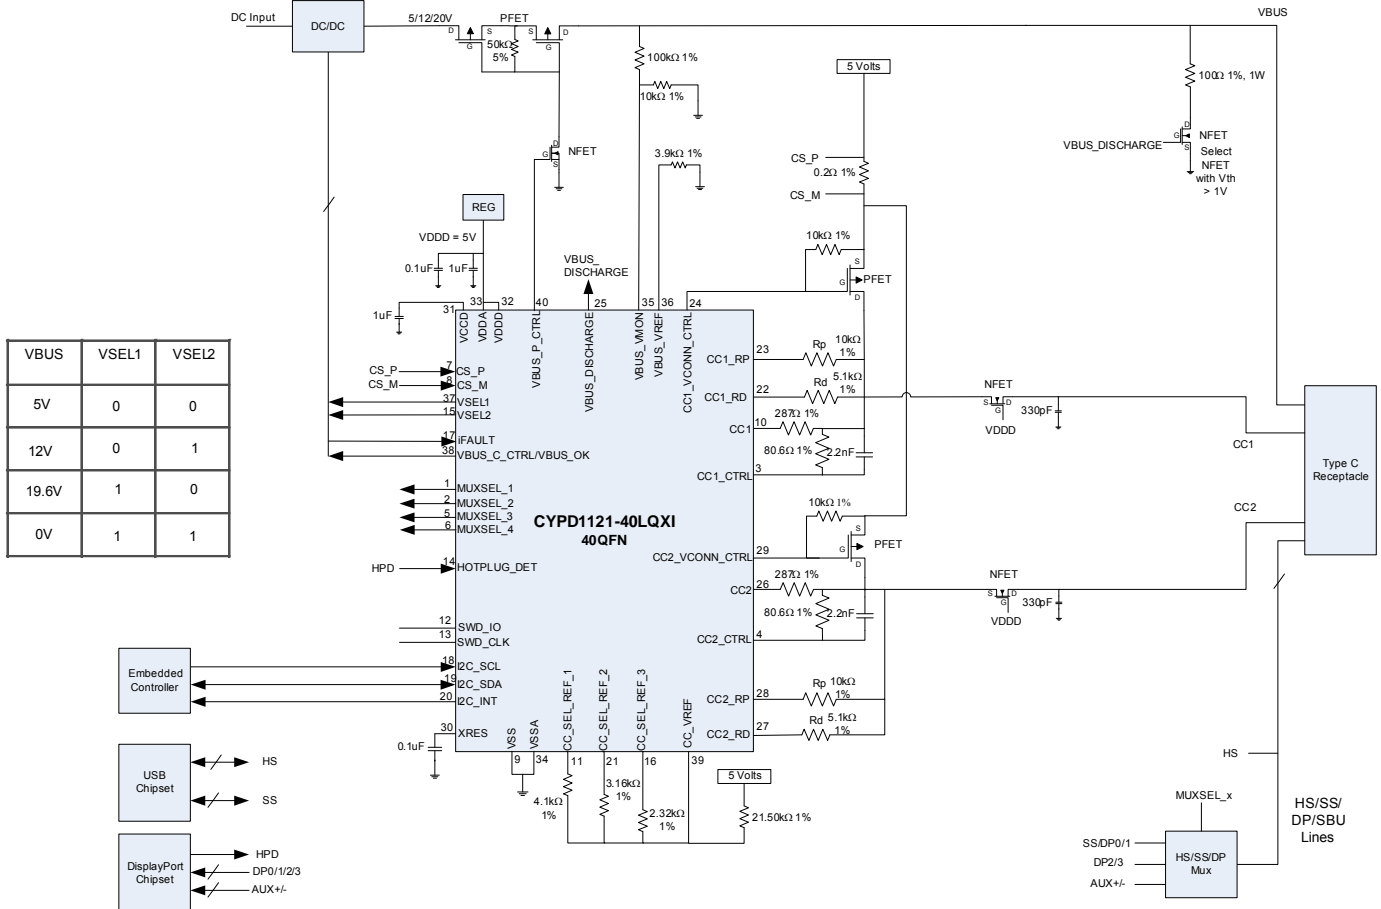 DC Input
DC/DC
5/12/20V
PFET
VBUS
D
S
G
S
D
G
50kΩ
5%
100kΩ 1%
10kΩ 1%
5 Volts
100Ω 1%, 1W
VBUS_DISCHARGE
D
G
S
NFET
Select
NFET
with Vth
> 1V
D
G
S
NFET
3.9kΩ 1%
CS_P
0.2Ω 1%
CS_M
REG
VDDD = 5V
0.1uF
1uF
VBUS_
DISCHARGE
10kΩ 1%
S
G
D
PFET
1uF
31
33
32
40
25
35
36
24
VCCD
VDDA
VDDD
VBUS_P_CTRL
VBUS_DISCHARGE
VBUS_VMON
VBUS_VREF
CC1_VCONN_CTRL
VBUS
VSEL1
VSEL2
5V
0
0
12V
0
1
19.6V
1
0
0V
1
1
CS_P
7
CS_P
CS_M
8
CS_M
37
VSEL1
15
VSEL2
17
iFAULT
38
VBUS_C_CTRL/VBUS_OK
1
MUXSEL_1
2
MUXSEL_2
5
MUXSEL_3
6
MUXSEL_4
HPD
14
HOTPLUG_DET
12
SWD_IO
13
SWD_CLK
18
I2C_SCL
19
I2C_SDA
20
I2C_INT
30
XRES
0.1uF
CYPD1121-40LQXI
40QFN
CC1_RP
23
Rp
10kΩ
1%
CC1_RD
22
Rd
5.1kΩ
1%
CC1
10
287Ω 1%
80.6Ω 1%
2.2nF
CC1_CTRL
3
NFET
S
D
G
VDDD
330pF
CC1
Type C
Receptacle
CC2
10kΩ 1%
S
G
D
PFET
CC2_VCONN_CTRL
29
CC2
26
287Ω 1%
80.6Ω 1%
2.2nF
CC2_CTRL
4
NFET
S
D
G
VDDD
330pF
CC2_RP
28
Rp
10kΩ
1%
CC2_RD
27
Rd
5.1kΩ
1%
VSS
VSSA
CC_SEL_REF_1
CC_SEL_REF_2
CC_SEL_REF_3
CC_VREF
9
34
11
21
16
39
4.1kΩ
1%
3.16kΩ
1%
2.32kΩ
1%
5 Volts
21.50kΩ 1%
Embedded
Controller
USB
Chipset
HS
SS
DisplayPort
Chipset
HPD
DP0/1/2/3
AUX+/-
HS
MUXSEL_x
HS/SS/
DP/SBU
Lines
SS/DP0/1
DP2/3
AUX+/-
HS/SS/DP
Mux